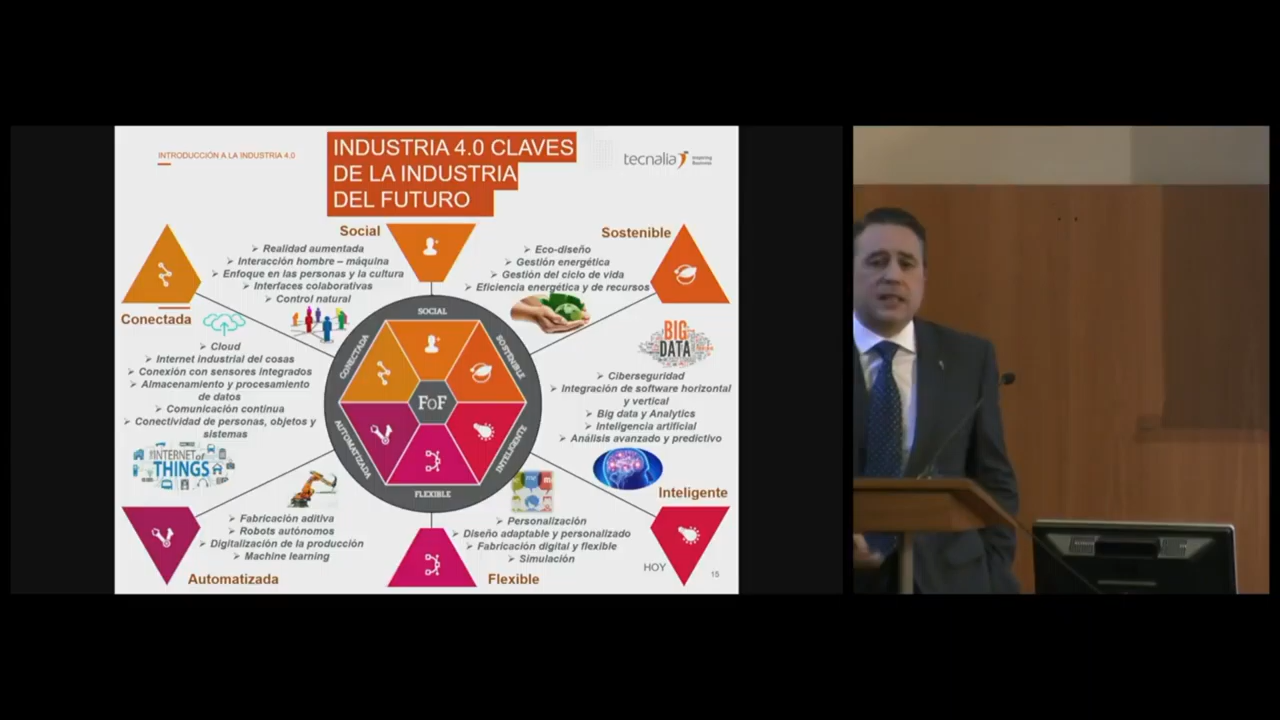 INTRODUCCIÓN A LA INDUSTRIA 4.0
INDUSTRIA 4.0 CLAVES
DE LA INDUSTRIA
DEL FUTURO
tecnalia Inspiring
Business
Social
➢ Realidad aumentada
➢ Interacción hombre – máquina
➢ Enfoque en las personas y la cultura
➢ Interfaces colaborativas
➢ Control natural
Sostenible
➢ Eco-diseño
➢ Gestión energética
➢ Gestión del ciclo de vida
➢ Eficiencia energética y de recursos
Conectada
➢ Cloud
➢ Internet industrial del cosas
➢ Conexión con sensores integrados
➢ Almacenamiento y procesamiento
de datos
➢ Comunicación continua
➢ Conectividad de personas, objetos y
sistemas
INTERNET of
THINGS
SOCIAL
CONECTADA
SOSTENIBLE
FoF
AUTOMATIZADA
INTELIGENTE
FLEXIBLE
BIG
DATA
➢ Ciberseguridad
➢ Integración de software horizontal
y vertical
➢ Big data y Analytics
➢ Inteligencia artificial
➢ Análisis avanzado y predictivo
Inteligente
➢ Fabricación aditiva
➢ Robots autónomos
➢ Digitalización de la producción
➢ Machine learning
Automatizada
➢ Personalización
➢ Diseño adaptable y personalizado
➢ Fabricación digital y flexible
➢ Simulación
Flexible
HOY
15